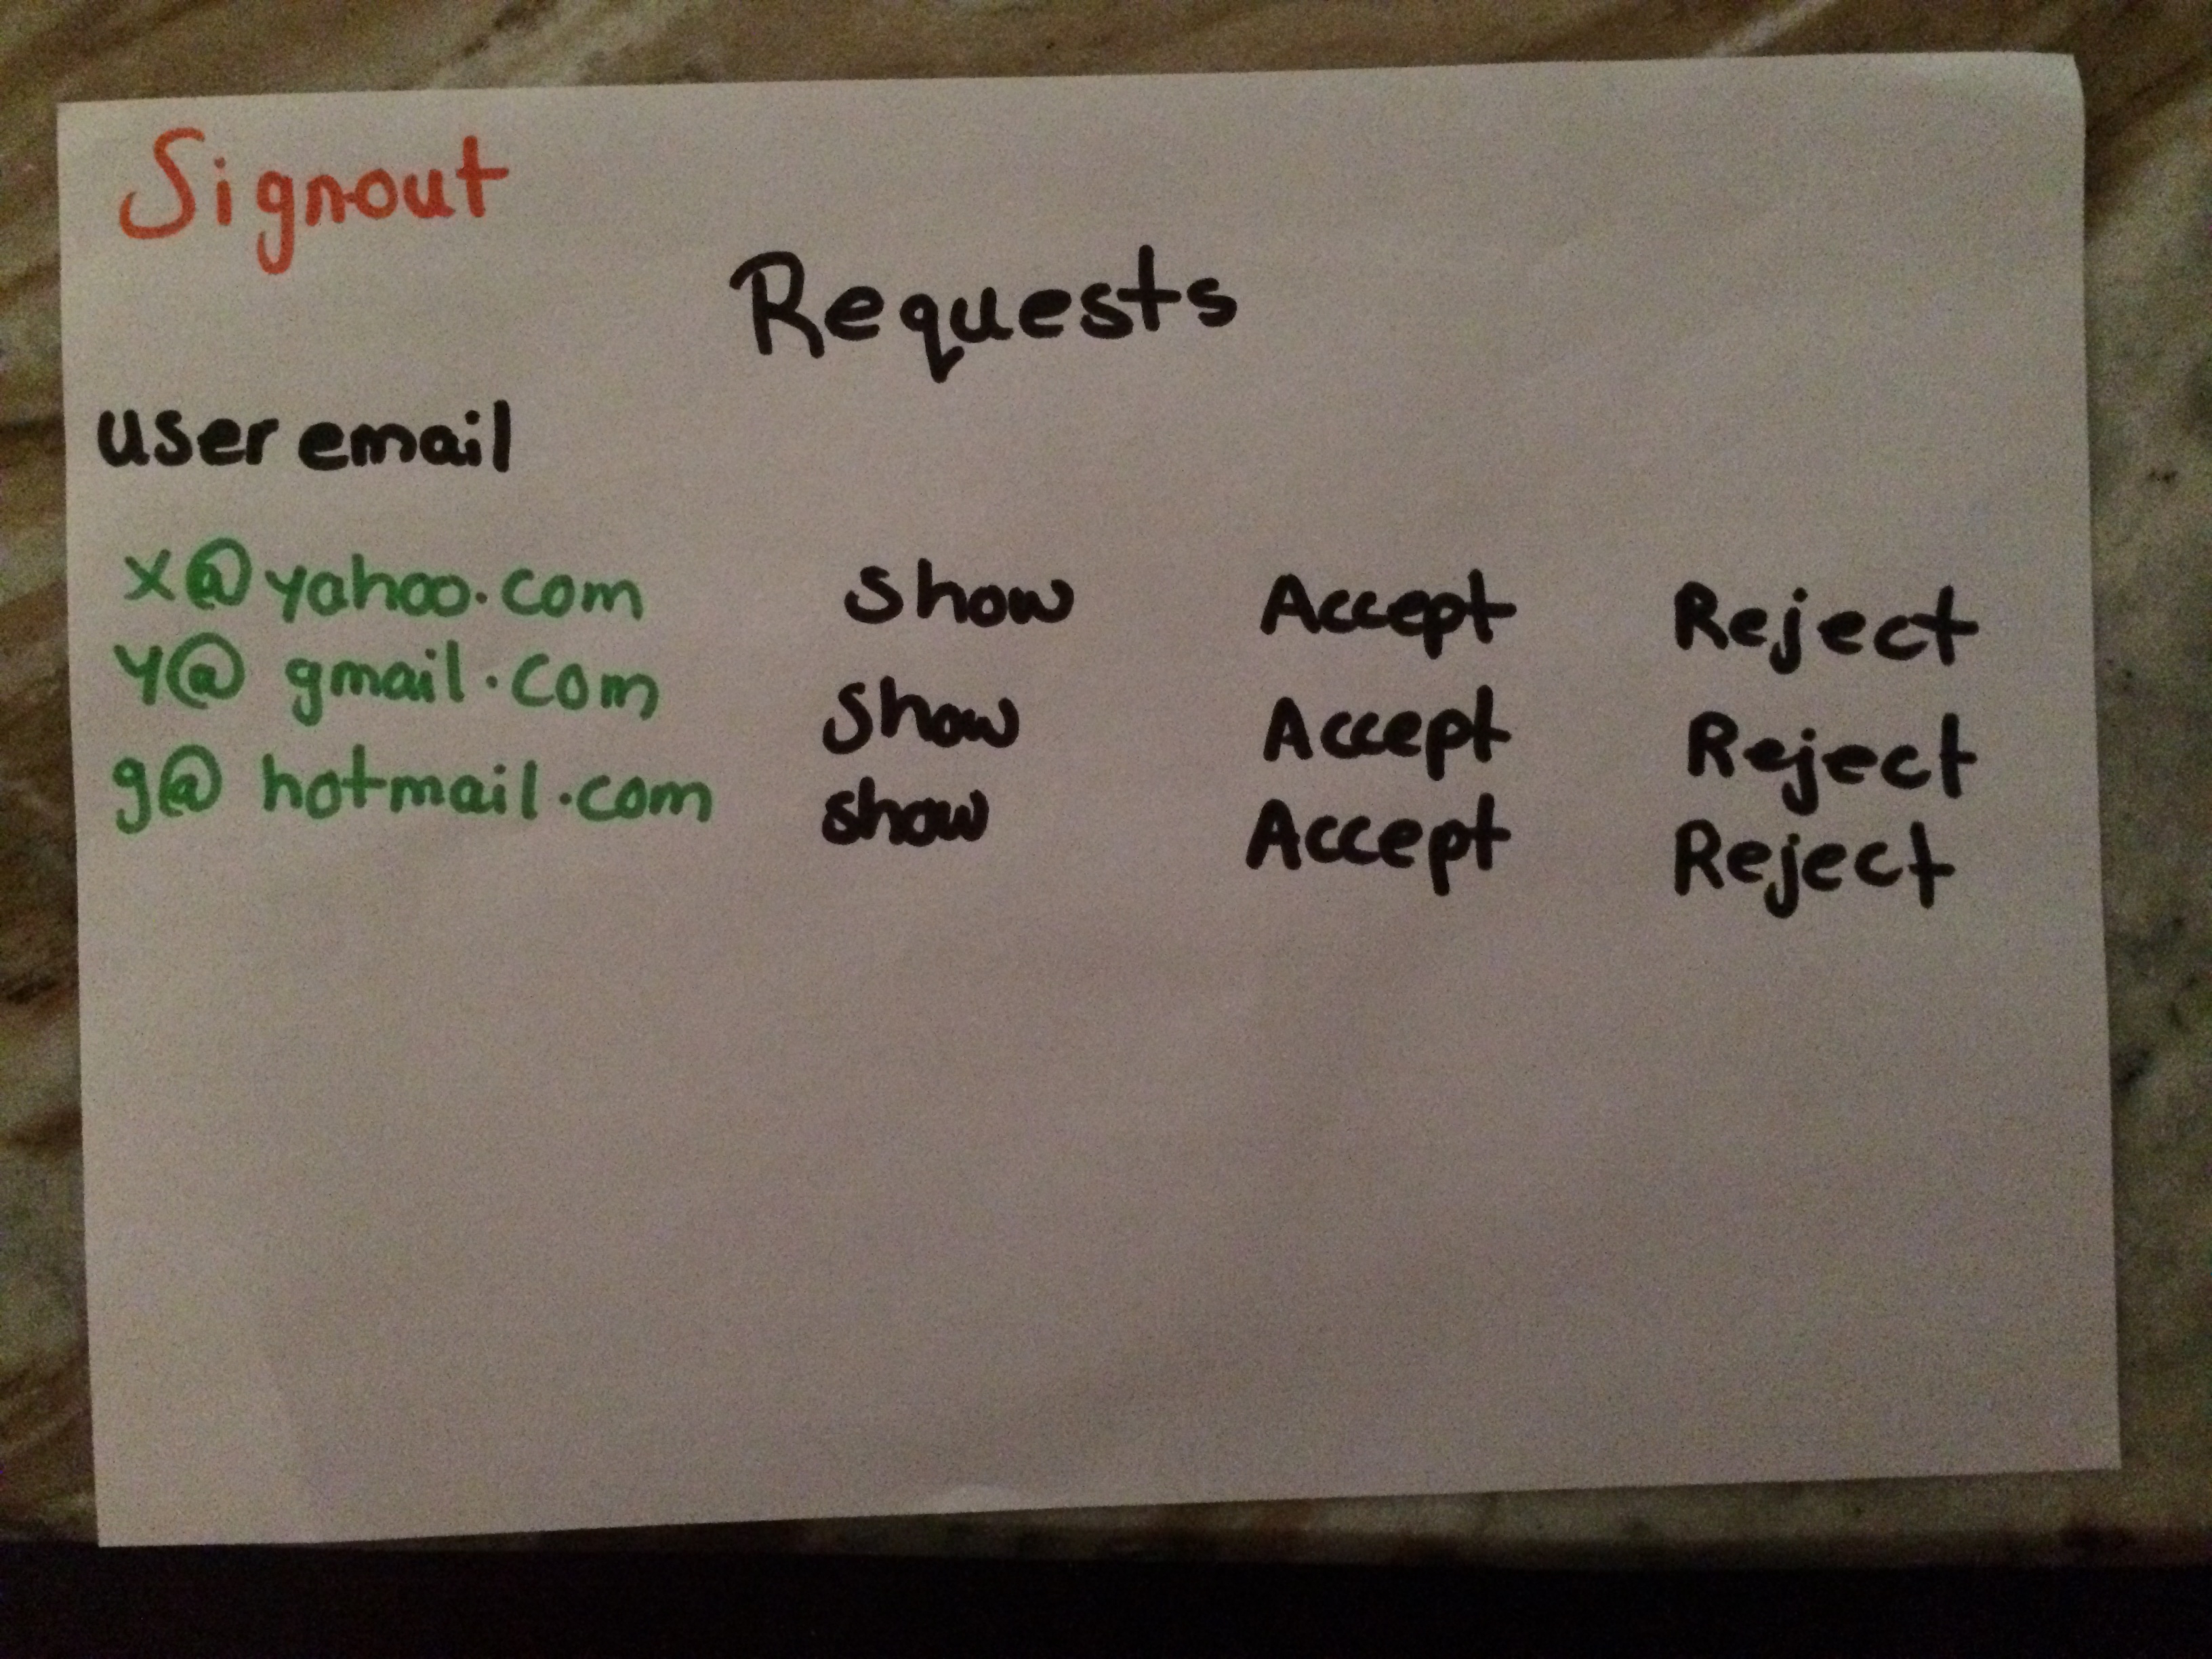 Signout
Requests
user email
x@yahoo.com show Accept Reject
y@gmail.com Show Accept Reject
g@hotmail.com show Accept Reject